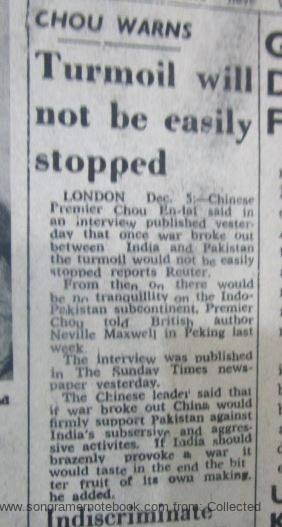 CHOU WARNS
Turmoil will
not be easily
stopped
LONDON Dec. 5:—Chinese
Premier Chou En-lai said in
an interview published yester-
day that once war broke out
between India and Pakistan
the turmoil would not be easily
stopped reports Reuter.
From then on there would
be no tranquillity on the Indo-
Pakistan subcontinent, Premier
Chou told British author
Neville Maxwell in Peking last
week.
The interview was published
in The Sunday Times news-
paper yesterday.
The Chinese leader said that
if war broke out China would
firmly support Pakistan against
India's subsersive and aggres-
sive activites. If India should
brazenly provoke a war it
would taste in the end the bit
ter fruit of its own making,
he added.
www.songramernotebook.com from: Collected
Indiscriminate